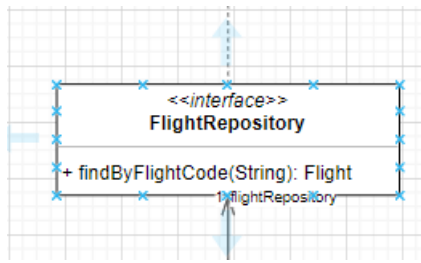 <<interface>>
FlightRepository
+ findByFlightCode(String): Flight
1 flightRepository